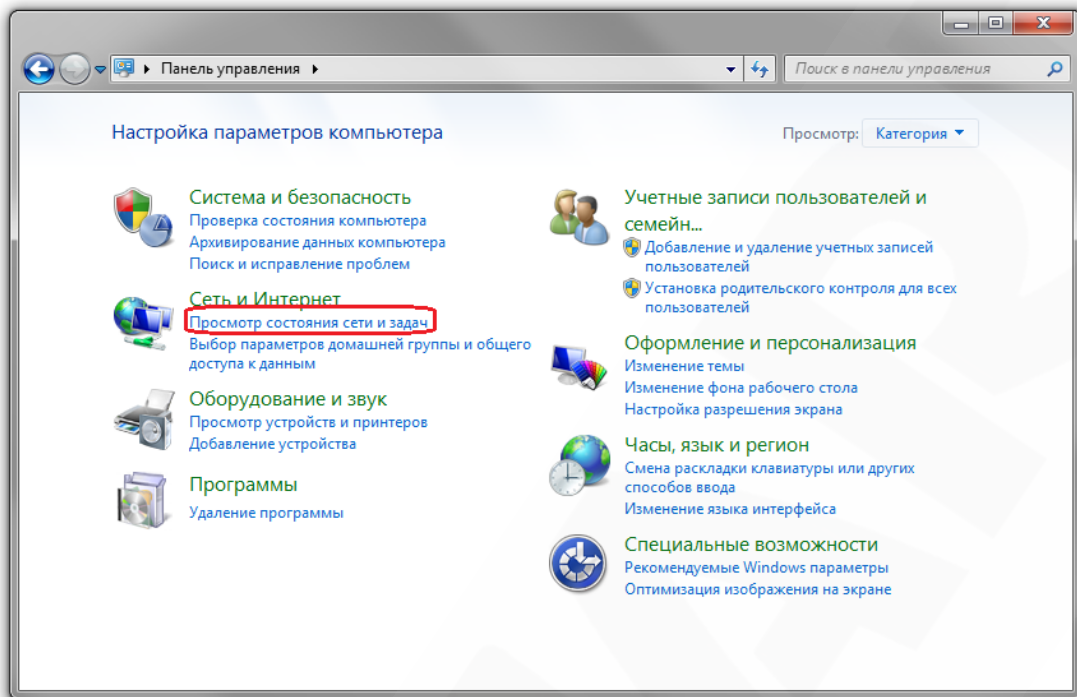 Панель управления
Поиск в панели управления
Настройка параметров компьютера
Просмотр: Категория
Система и безопасность
Проверка состояния компьютера
Архивирование данных компьютера
Поиск и исправление проблем
Сеть и Интернет
Просмотр состояния сети и задач
Выбор параметров домашней группы и общего
доступа к данным
Оборудование и звук
Просмотр устройств и принтеров
Добавление устройства
Программы
Удаление программы
Учетные записи пользователей и
семейн...
Добавление и удаление учетных записей
пользователей
Установка родительского контроля для всех
пользователей
Оформление и персонализация
Изменение темы
Изменение фона рабочего стола
Настройка разрешения экрана
Часы, язык и регион
Смена раскладки клавиатуры или других
способов ввода
Изменение языка интерфейса
Специальные возможности
Рекомендуемые Windows параметры
Оптимизация изображения на экране